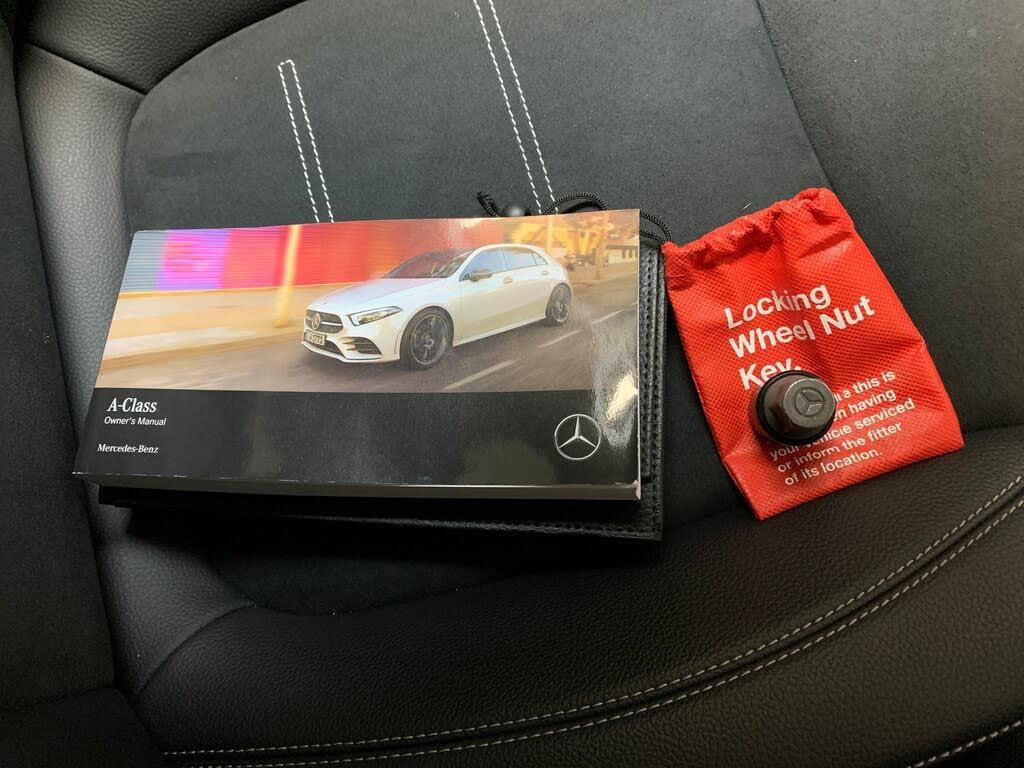 A-Class
Owner's Manual
Mercedes-Benz
Locking
Wheel Nut
Key.
this is
having
your vehicle serviced
or inform the fitter
of its location.